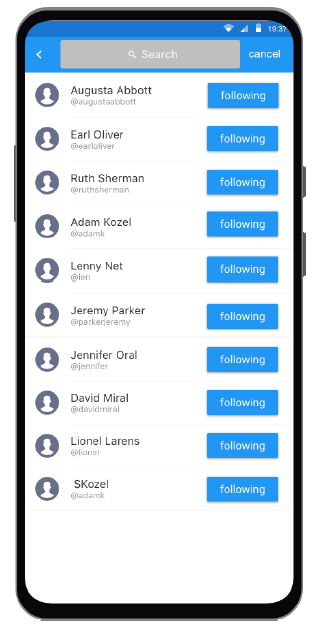 19:37
Search
cancel
Augusta Abbott
@augustaabbott
following
Earl Oliver
@earloliver
following
Ruth Sherman
@ruthsherman
following
Adam Kozel
@adamk
following
Lenny Net
@len
following
Jeremy Parker
@parkerjeremy
following
Jennifer Oral
@jennifer
following
David Miral
@davidmiral
following
Lionel Larens
@lionel
following
SKozel
@adamk
following